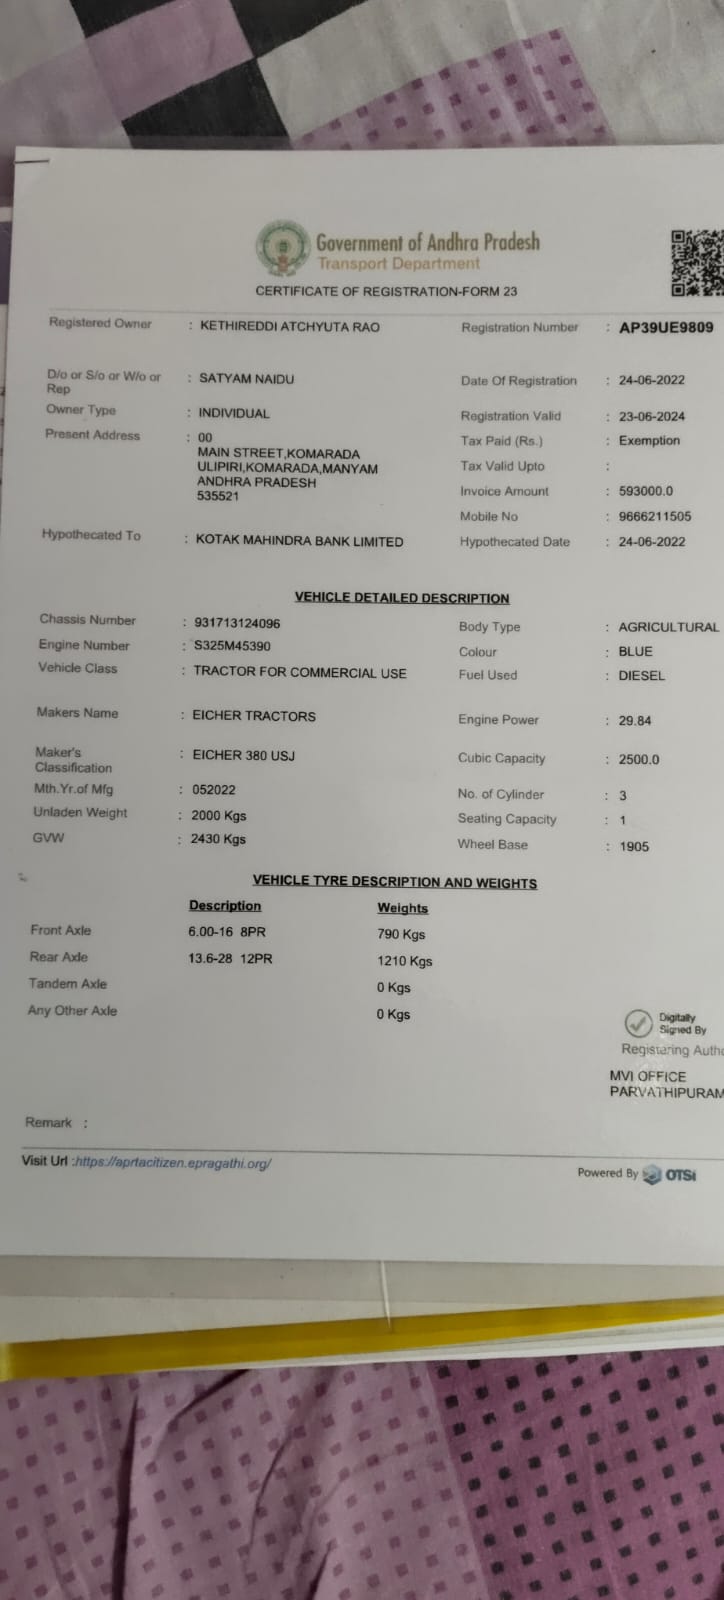 Government of Andhra Pradesh
Transport Department
CERTIFICATE OF REGISTRATION-FORM 23
Registered Owner : KETHIREDDI ATCHYUTA RAO Registration Number : AP39UE9809
D/o or S/o or W/o or Rep : SATYAM NAIDU Date Of Registration : 24-06-2022
Owner Type : INDIVIDUAL Registration Valid : 23-06-2024
Present Address : 00 Tax Paid (Rs.) : Exemption
MAIN STREET,KOMARADA
ULIPIRI,KOMARADA,MANYAM Tax Valid Upto :
ANDHRA PRADESH
535521 Invoice Amount : 593000.0
Mobile No : 9666211505
Hypothecated To : KOTAK MAHINDRA BANK LIMITED Hypothecated Date : 24-06-2022
VEHICLE DETAILED DESCRIPTION
Chassis Number : 931713124096 Body Type : AGRICULTURAL
Engine Number : S325M45390 Colour : BLUE
Vehicle Class : TRACTOR FOR COMMERCIAL USE Fuel Used : DIESEL
Makers Name : EICHER TRACTORS Engine Power : 29.84
Maker's Classification : EICHER 380 USJ Cubic Capacity : 2500.0
Mth.Yr.of Mfg : 052022 No. of Cylinder : 3
Unladen Weight : 2000 Kgs Seating Capacity : 1
GVW : 2430 Kgs Wheel Base : 1905
VEHICLE TYRE DESCRIPTION AND WEIGHTS
Description Weights
Front Axle 6.00-16 8PR 790 Kgs
Rear Axle 13.6-28 12PR 1210 Kgs
Tandem Axle 0 Kgs
Any Other Axle 0 Kgs
Digitally
Signed By
Registering
MVI OFFICE
PARVATHIPURAM
Remark :
Visit Url :https://aprtacitizen.epragathi.org/
Powered By OTSi